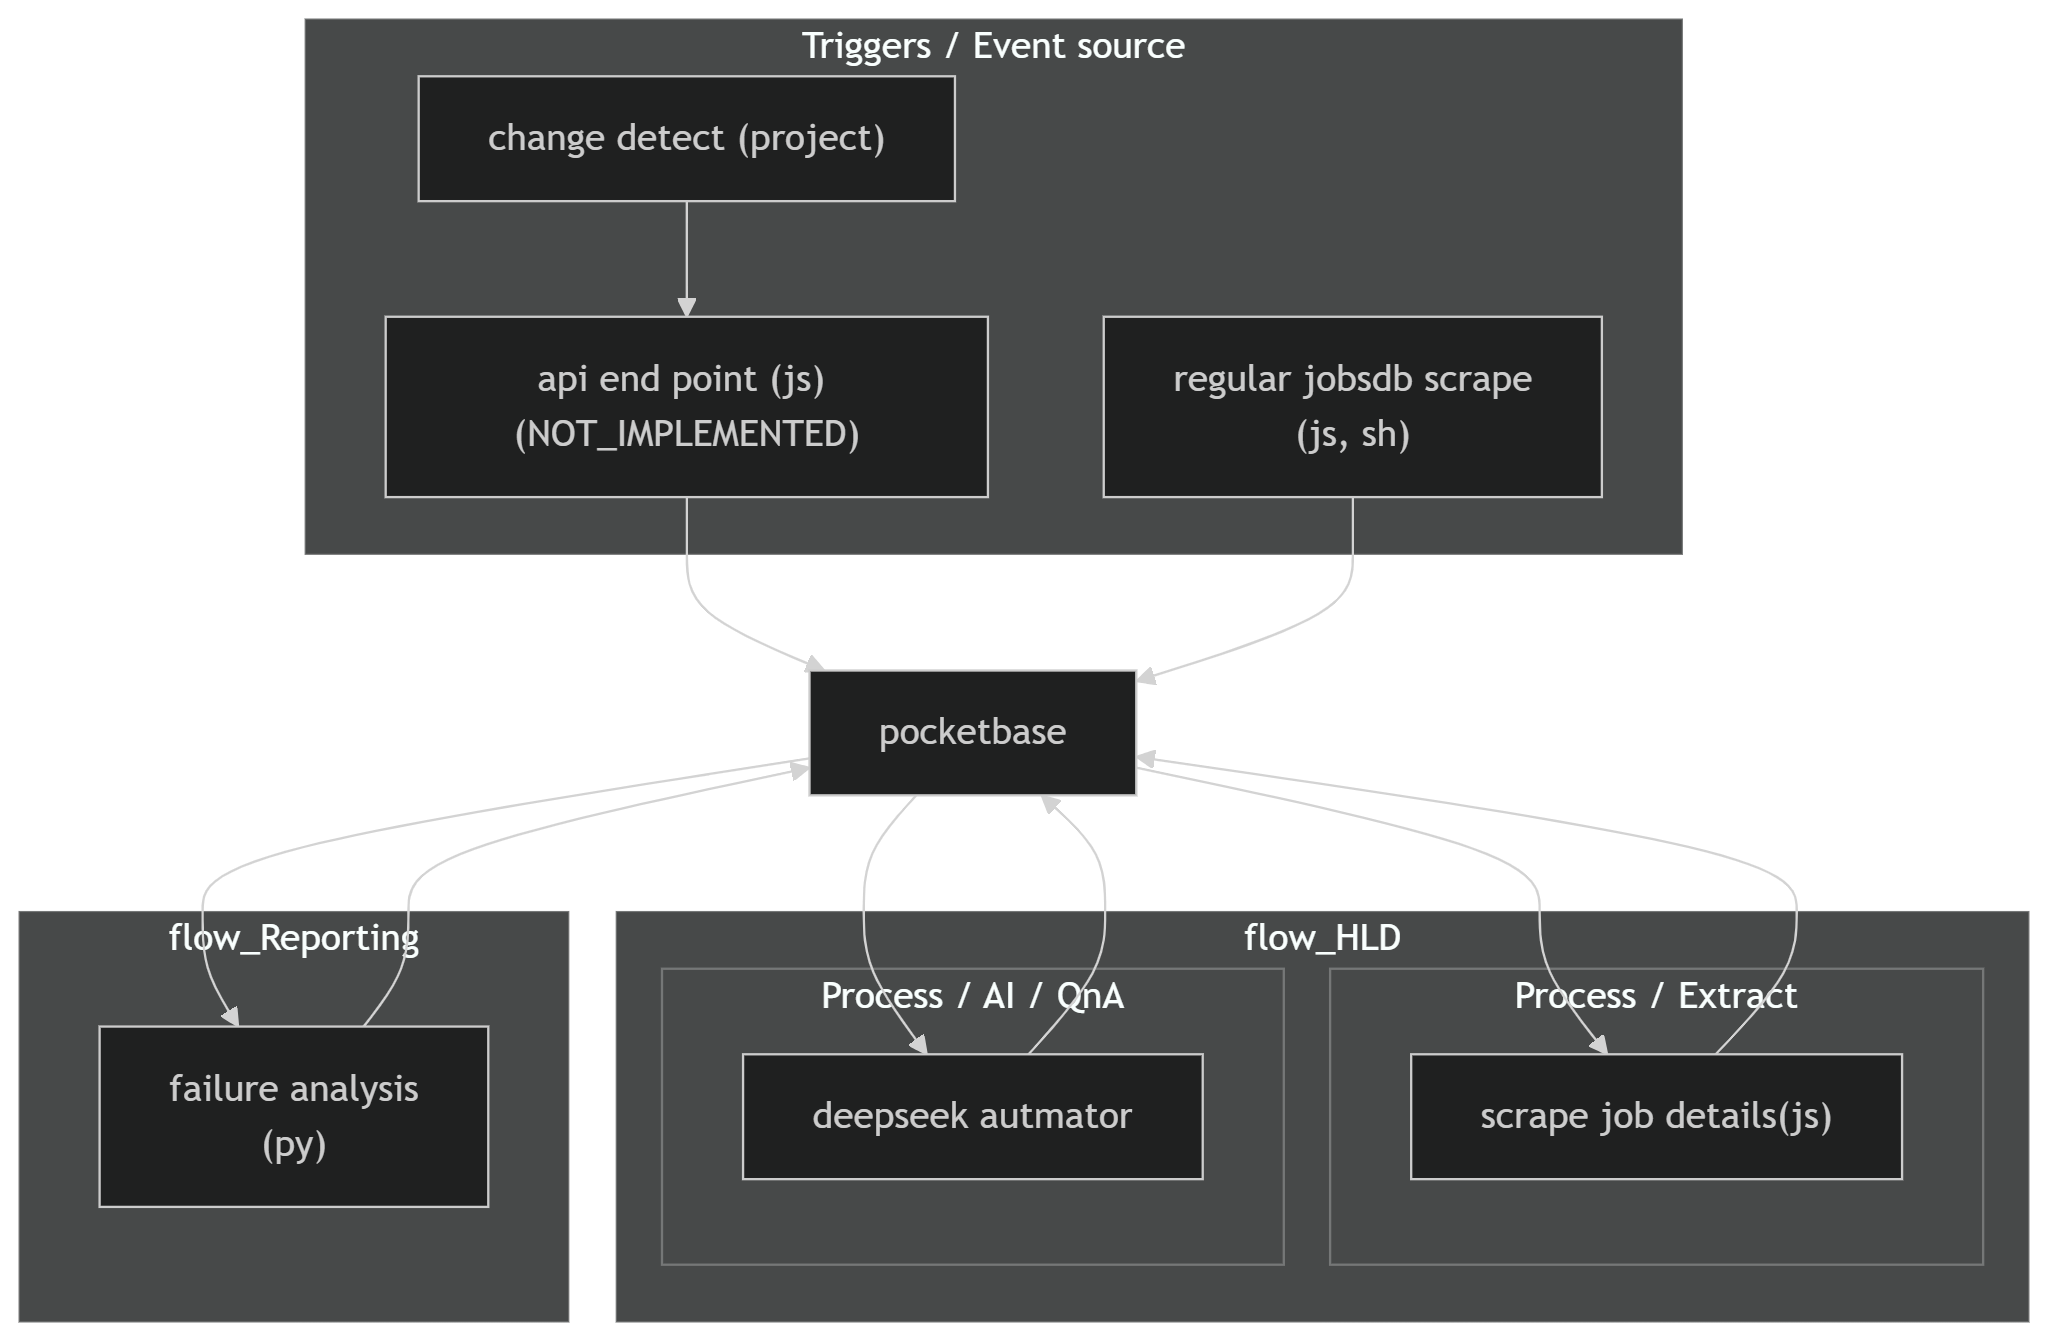 Triggers / Event source
change detect (project)
api end point (js)
(NOT_IMPLEMENTED)
regular jobsdb scrape
(js, sh)
pocketbase
flow_Reporting
failure analysis
(py)
flow_HLD
Process / AI / QnA
deepseek autmator
Process / Extract
scrape job details(js)